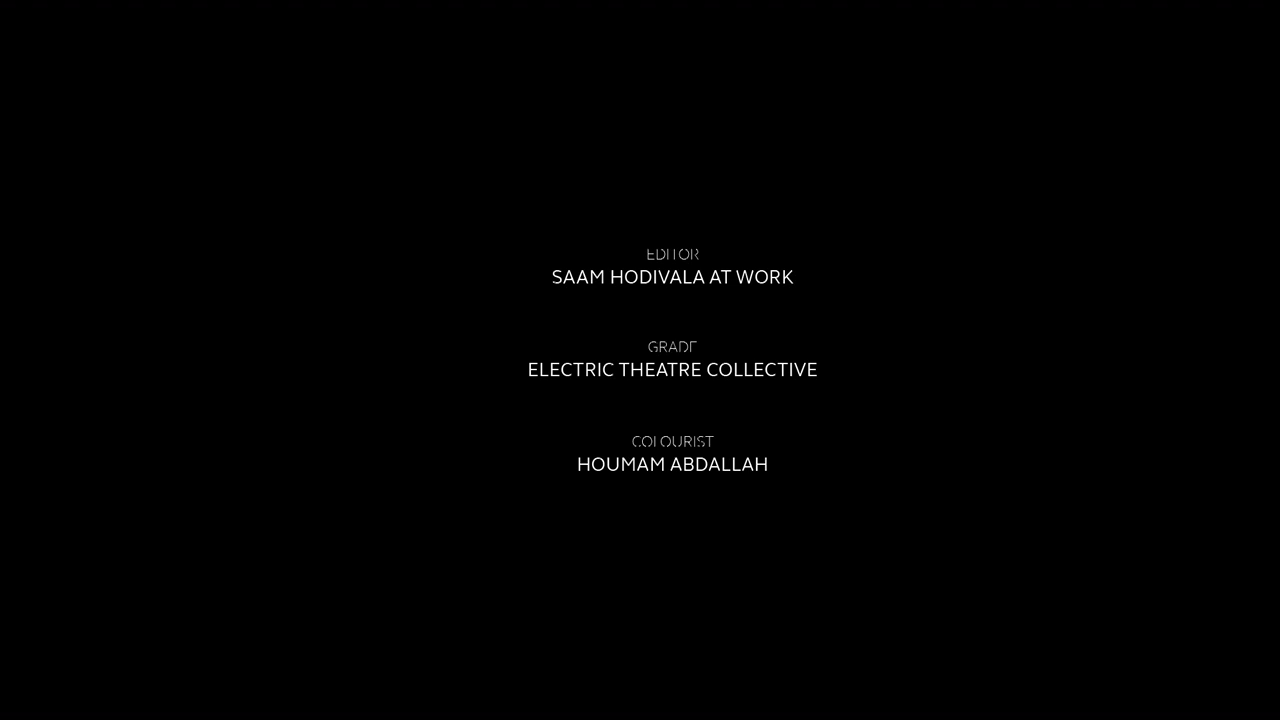 EDITOR
SAAM HODIVALA AT WORK
GRADE
ELECTRIC THEATRE COLLECTIVE
COLOURIST
HOUMAM ABDALLAH